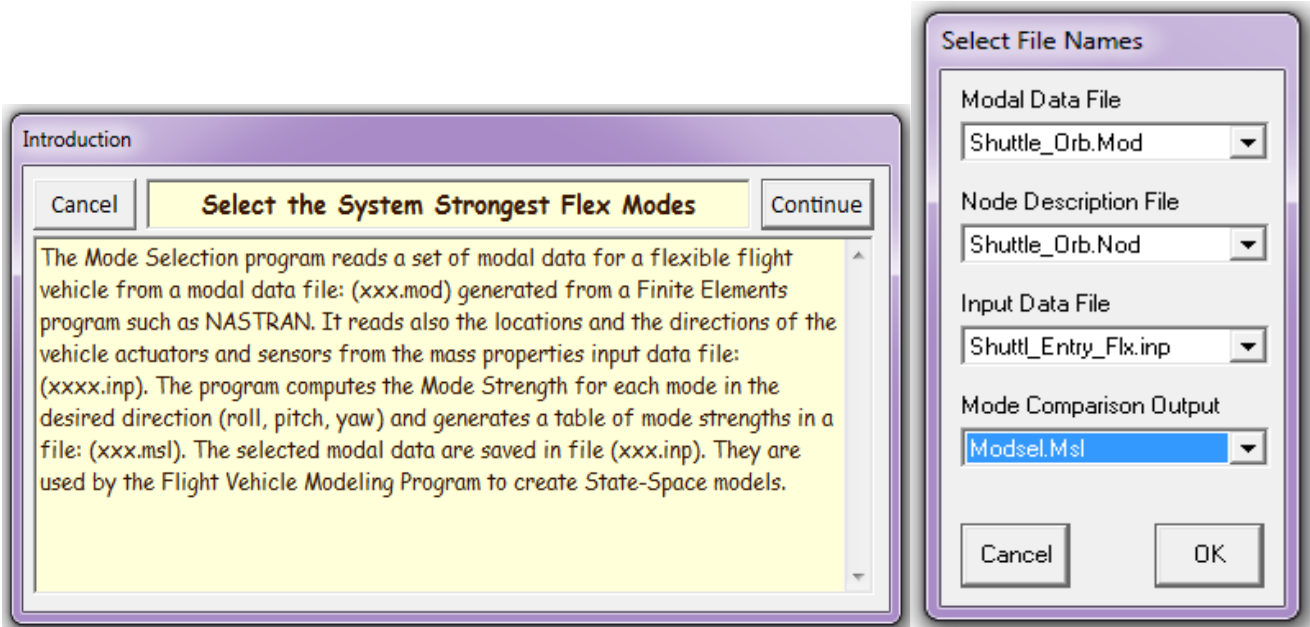 Introduction
Cancel
Select the System Strongest Flex Modes
Continue
The Mode Selection program reads a set of modal data for a flexible flight
vehicle from a modal data file: (xxx.mod) generated from a Finite Elements
program such as NASTRAN. It reads also the locations and the directions of the
vehicle actuators and sensors from the mass properties input data file:
(xxxx.inp). The program computes the Mode Strength for each mode in the
desired direction (roll, pitch, yaw) and generates a table of mode strengths in a
file: (xxx.msl). The selected modal data are saved in file (xxx.inp). They are
used by the Flight Vehicle Modeling Program to create State-Space models.
Select File Names
Modal Data File
Shuttle_Orb.Mod
Node Description File
Shuttle_Orb.Nod
Input Data File
Shuttl_Entry_Flx.inp
Mode Comparison Output
Modsel.Msl
Cancel
OK